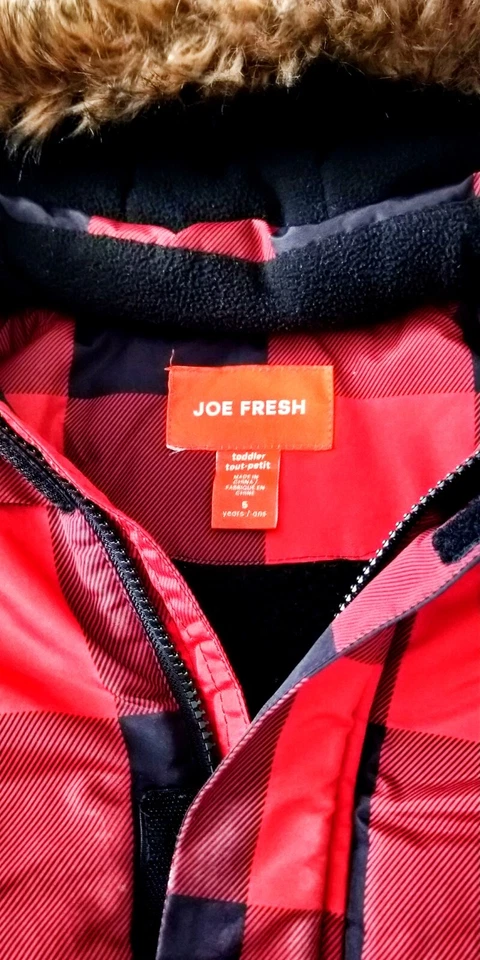 JOE FRESH
toddler
tout-petit
MADE IN
CHINA /
FABRIQUÉ EN
CHINE
5
years / ans